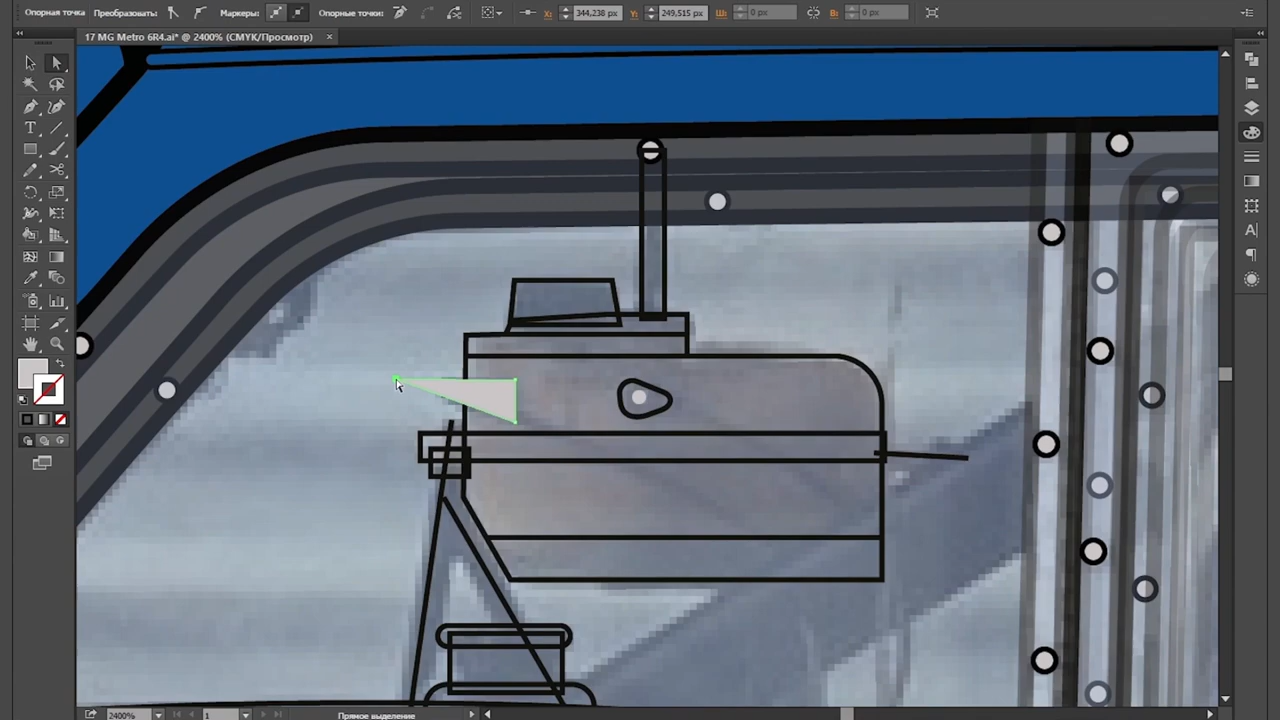 Опорная точка Преобразовать: Маркеры: Опорные точки: X: 344,238 px Y: 249,515 px Ш: 0 px В: 0 px
17 MG Metro 6R4.ai* @ 2400% (CMYK/Просмотр) ×
2400% 1 Прямое выделение